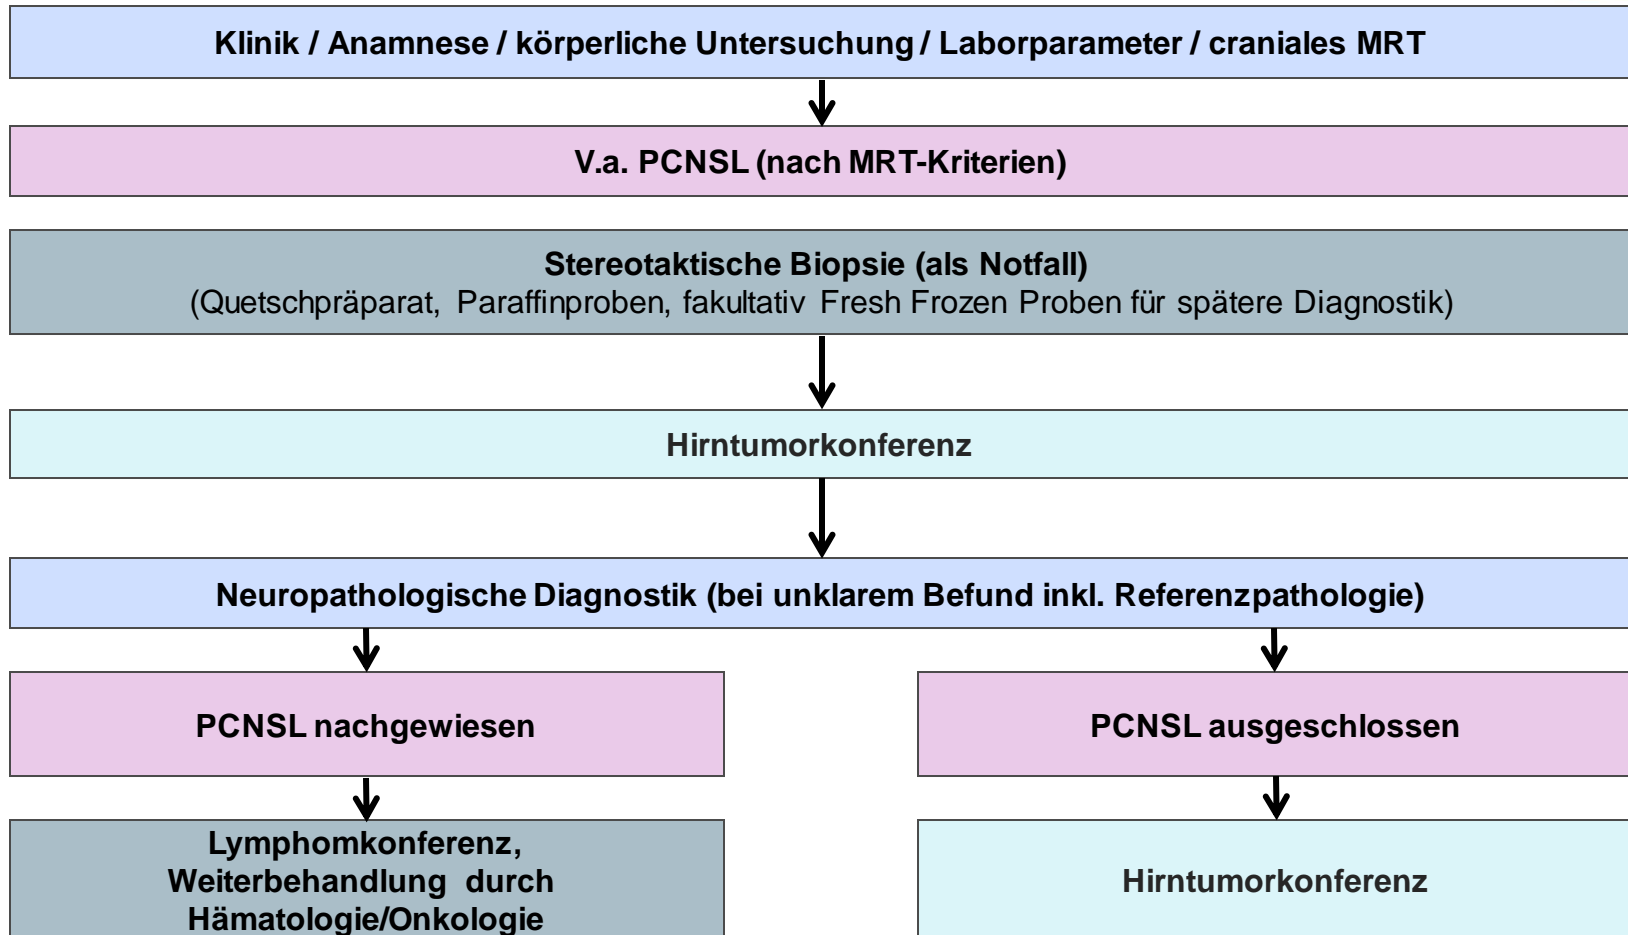 Klinik / Anamnese / körperliche Untersuchung / Laborparameter / craniales MRT
V.a. PCNSL (nach MRT-Kriterien)
Stereotaktische Biopsie (als Notfall)
(Quetschpräparat, Paraffinproben, fakultativ Fresh Frozen Proben für spätere Diagnostik)
Hirntumorkonferenz
Neuropathologische Diagnostik (bei unklarem Befund inkl. Referenzpathologie)
PCNSL nachgewiesen
PCNSL ausgeschlossen
Lymphomkonferenz,
Weiterbehandlung durch
Hämatologie/Onkologie
Hirntumorkonferenz